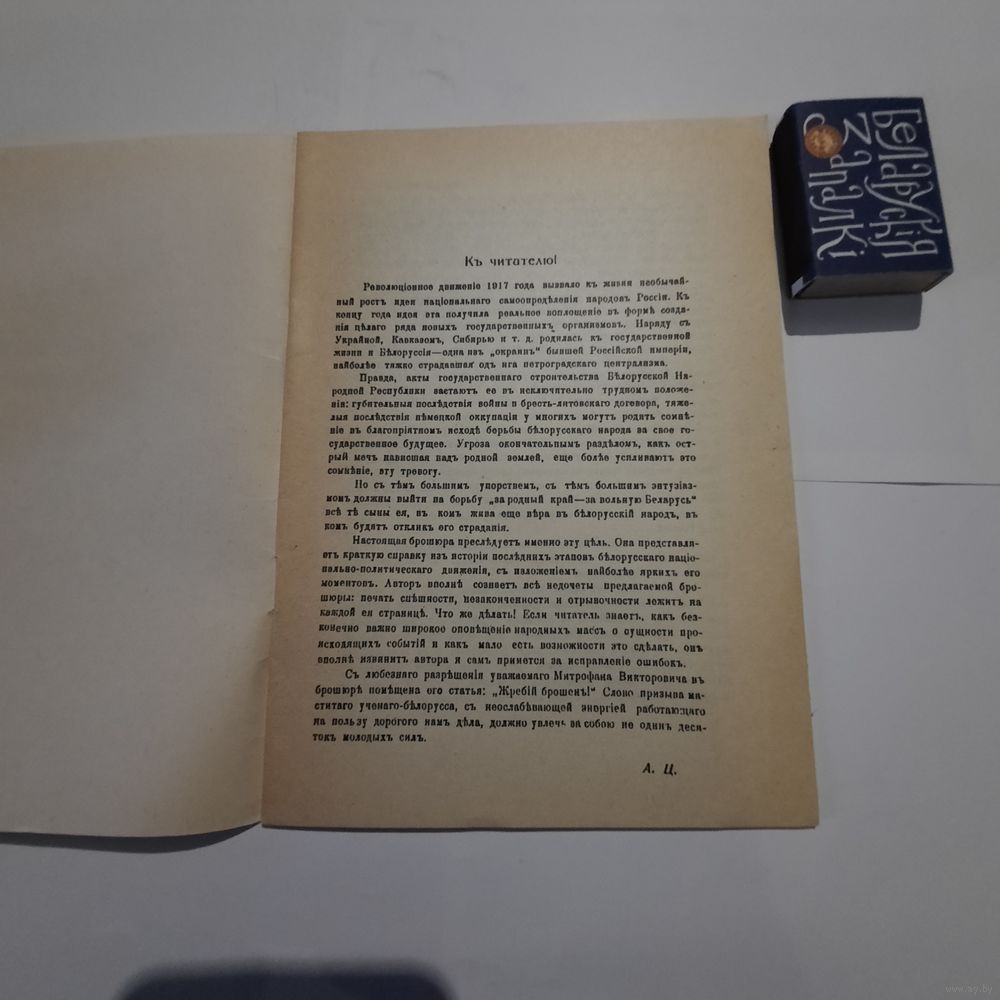 Къ читателю!
Революціонное движеніе 1917 года вызвало къ жизни необычай-
ный ростъ идеи національнаго самоопредѣленія народовъ Россіи. Къ
концу года идея эта получила реальное воплощеніе въ формѣ созда-
нія цѣлаго ряда новыхъ государственныхъ организмовъ. Наряду съ
Украйной, Кавказомъ, Сибирью и т. д. родилась къ государственной
жизни и Бѣлоруссія—одна изъ „окраинъ“ бывшей Россійской имперіи,
наиболѣе тяжко страдавшая одъ ига петроградскаго централизма.
Правда, акты государственнаго строительства Бѣлорусской На-
родной Республики застаютъ ее въ исключительно трудномъ положе-
ніи: губительныя послѣдствія войны и брестъ-литовскаго договора, тяже-
лыя послѣдствія нѣмецкой оккупаціи у многихъ могутъ родить сомнѣ-
ніе въ благопріятномъ исходѣ борьбы бѣлорусскаго народа за свое го-
сударственное будущее. Угроза окончательнымъ раздѣломъ, какъ ост-
рый мечъ нависшая надъ родной землей, еще болѣе усиливаютъ это
сомнѣніе, эту тревогу.
Но съ тѣмъ большимъ упорствемъ, съ тѣмъ большимъ энтузіаз-
момъ должны выйти на борьбу „за родный край—за вольную Беларусь“
всѣ тѣ сыны ея, въ комъ жива еще вѣра въ бѣлорусскій народъ, въ
комъ будятъ откликъ его страданія.
Настоящая брошюра преслѣдуетъ именно эту цѣль. Она представля-
етъ краткую справку изъ исторіи послѣднихъ этаповъ бѣлорусскаго націо-
нально-политическаго движенія, съ изложеніемъ наиболѣе яркихъ его
моментовъ. Авторъ вполнѣ сознаетъ всѣ недочеты предлагаемой бро-
шюры: печать спѣшности, незаконченности и отрывочности лежитъ на
каждой ея страницѣ. Что же дѣлать! Если читатель знаетъ, какъ без-
конечно важно широкое оповѣщеніе народныхъ массъ о сущности про-
исходящихъ событій и какъ мало есть возможности это сдѣлать, онъ
вполнѣ извинитъ автора и самъ примется за исправленіе ошибокъ.
Съ любезнаго разрѣшенія уважаемаго Митрофана Викторовича въ
брошюрѣ помѣщена его статья: „Жребій брошенъ!“ Слово призыва ма-
ститаго ученаго-бѣлорусса, съ неослабѣвающей энергіей работающаго
на пользу дорогого намъ дѣла, должно увлечь за собою не одинъ деся-
токъ молодыхъ силъ.
А. Ц.
Беларускія
Запалкі
www.ay.by